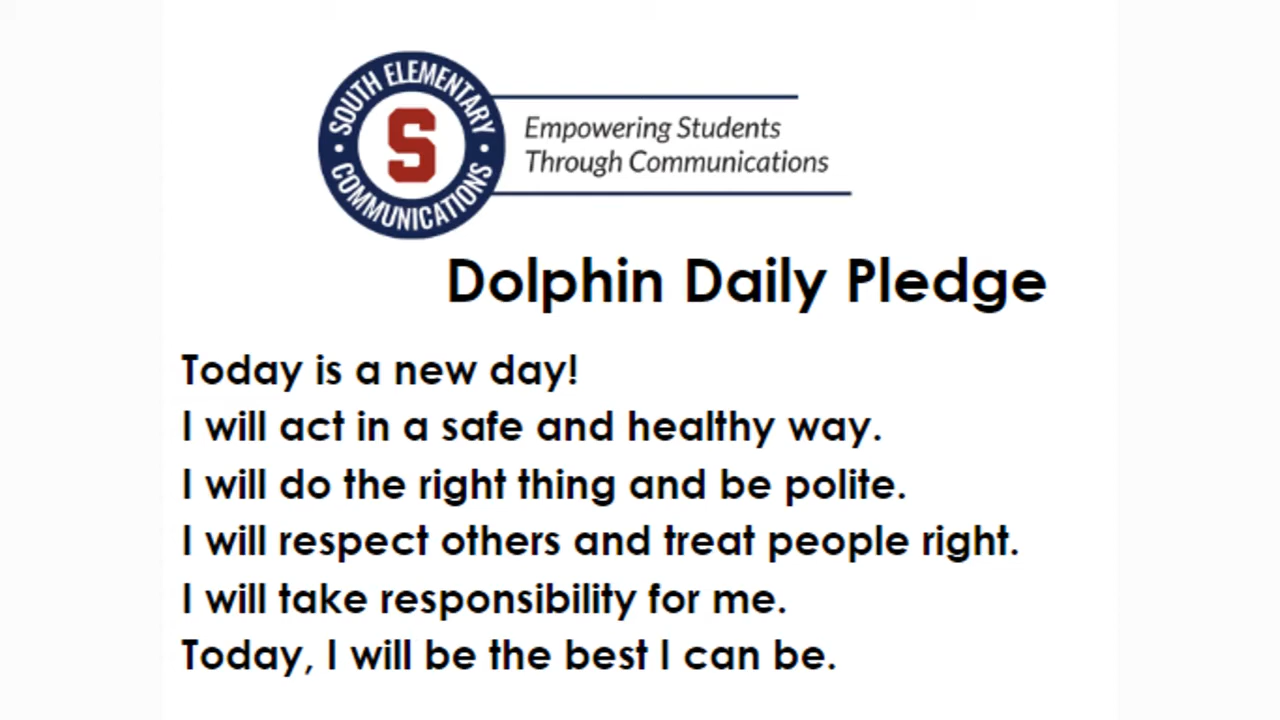 SOUTH ELEMENTARY
S
COMMUNICATIONS
Empowering Students
Through Communications
Dolphin Daily Pledge
Today is a new day!
I will act in a safe and healthy way.
I will do the right thing and be polite.
I will respect others and treat people right.
I will take responsibility for me.
Today, I will be the best I can be.